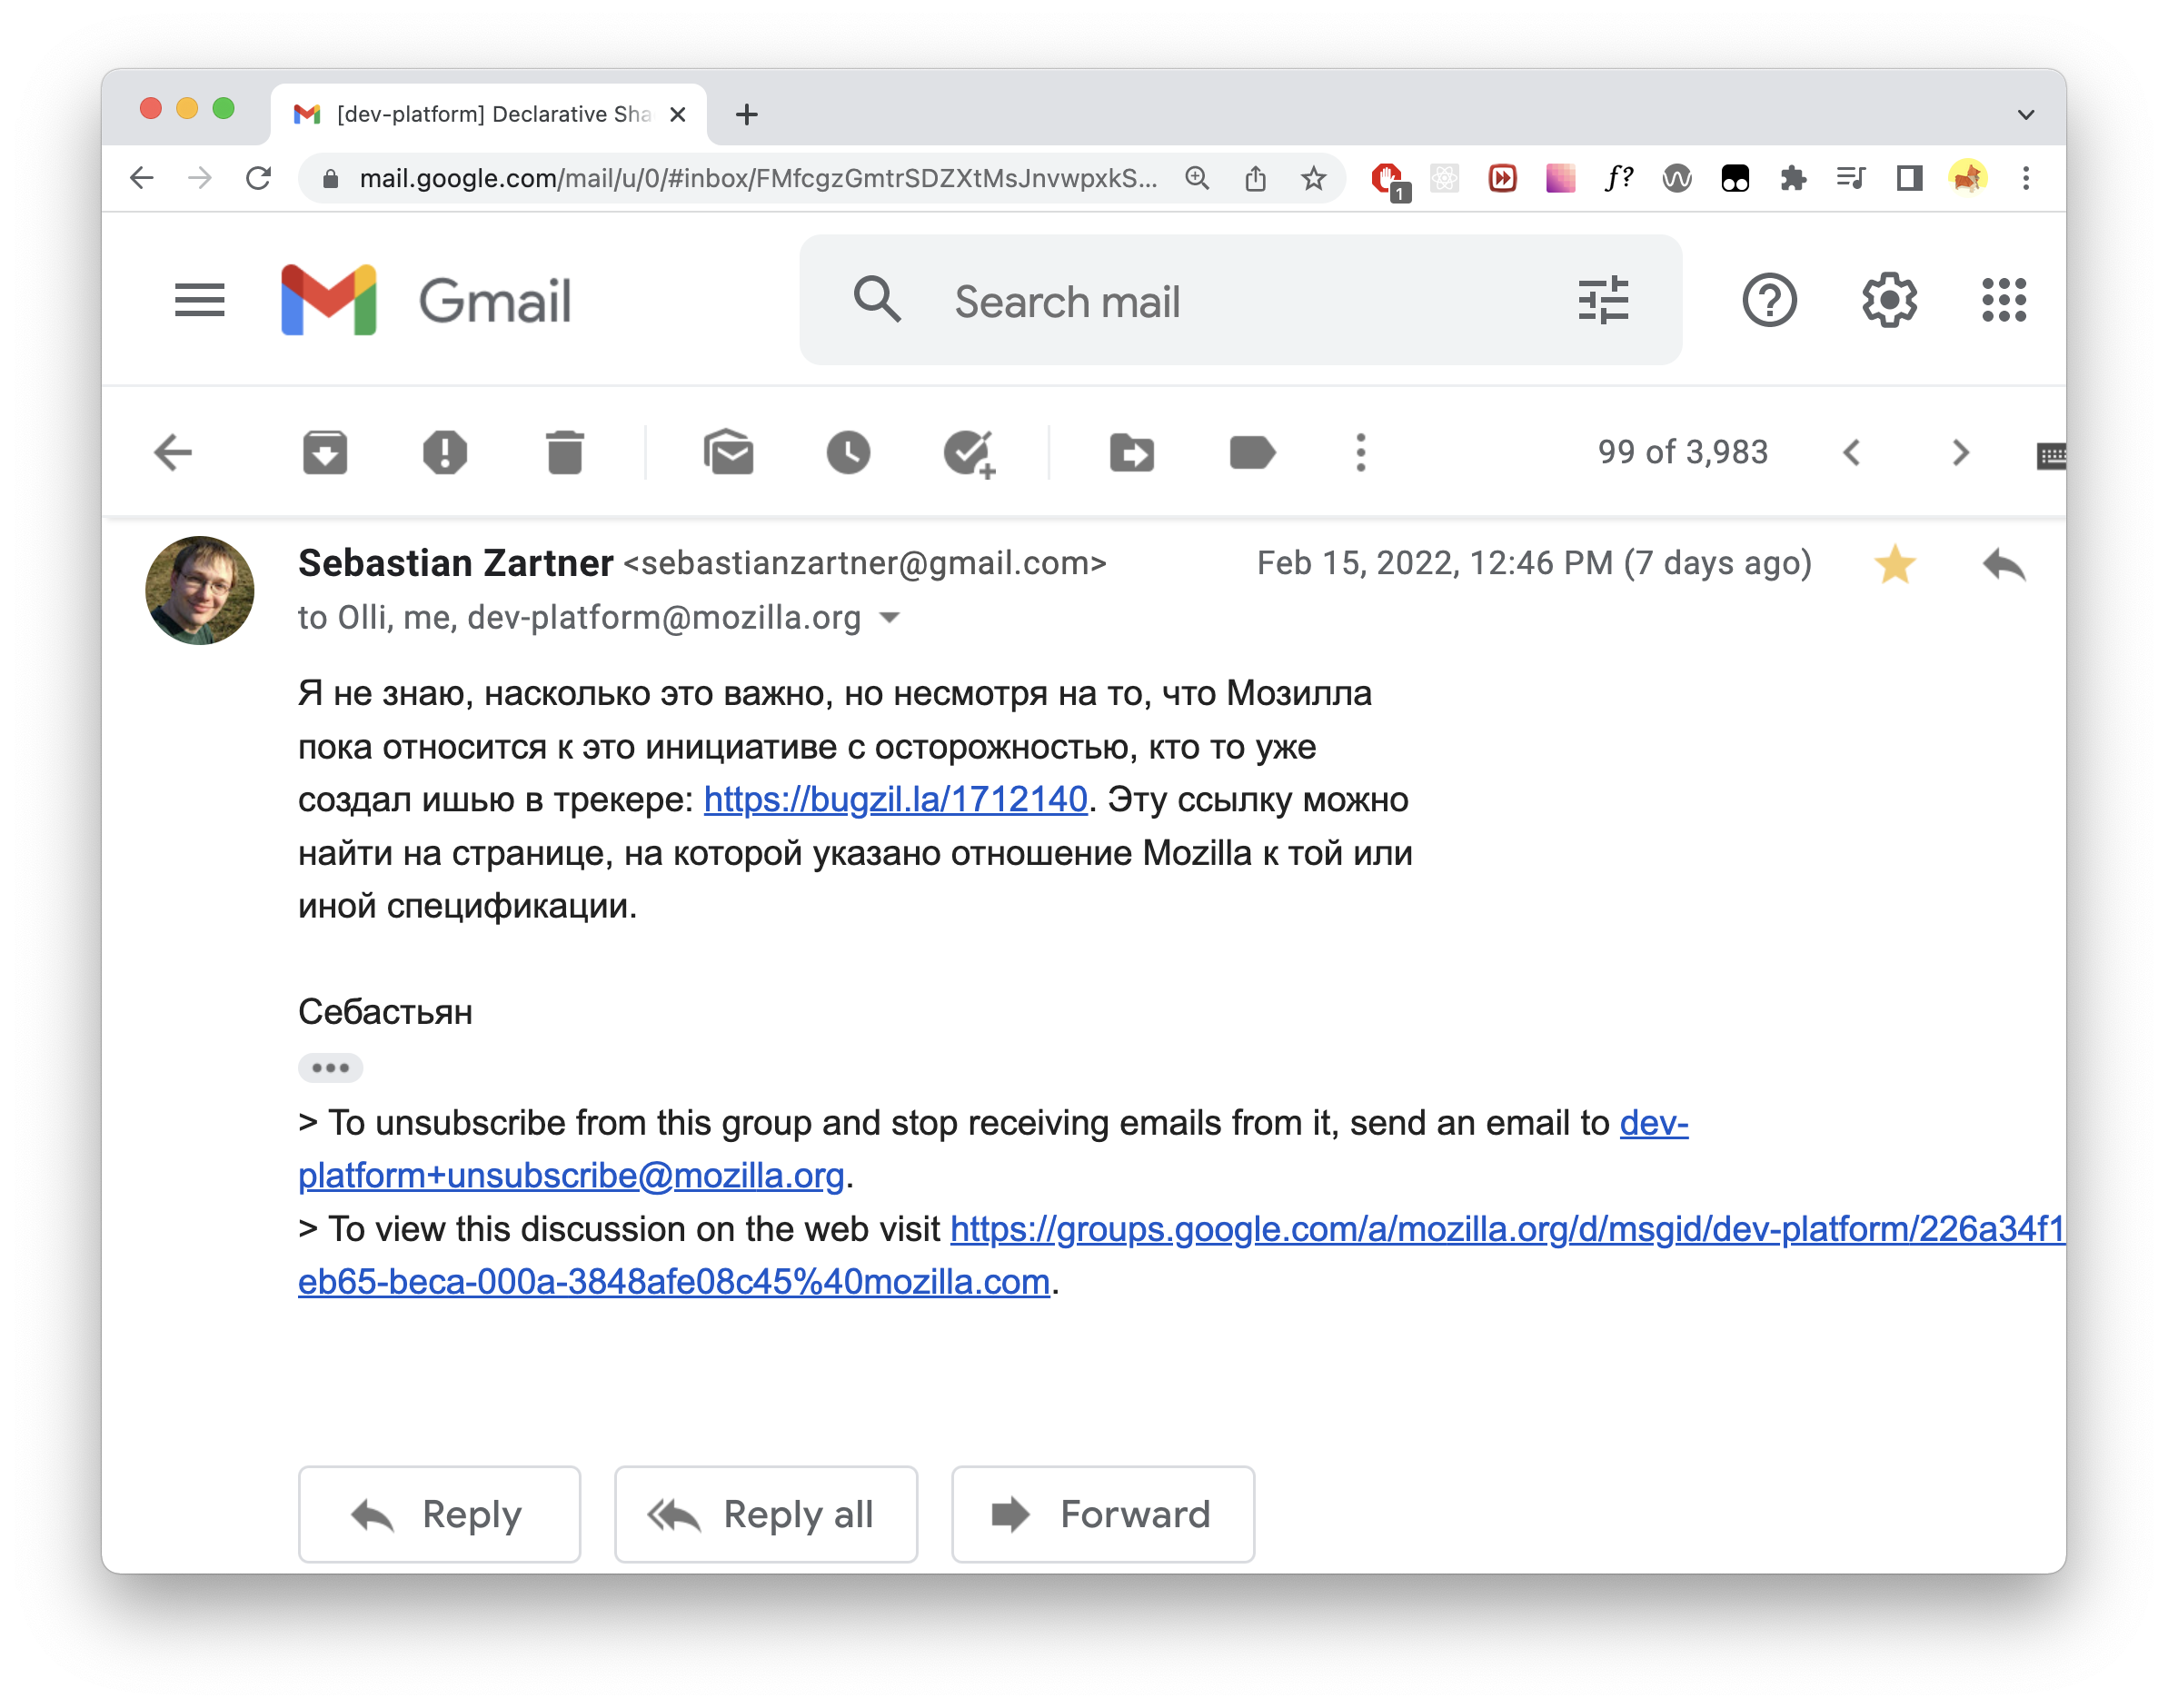 [dev-platform] Declarative Sha
mail.google.com/mail/u/0/#inbox/FMfcgzGmtrSDZXtMsJnvwpxkS...
1
f?
Gmail
Search mail
99 of 3,983
Sebastian Zartner <sebastianzartner@gmail.com>
Feb 15, 2022, 12:46 PM (7 days ago)
to Olli, me, dev-platform@mozilla.org
Я не знаю, насколько это важно, но несмотря на то, что Мозилла
пока относится к это инициативе с осторожностью, кто то уже
создал ишью в трекере: https://bugzil.la/1712140. Эту ссылку можно
найти на странице, на которой указано отношение Mozilla к той или
иной спецификации.
Себастьян
> To unsubscribe from this group and stop receiving emails from it, send an email to dev-
platform+unsubscribe@mozilla.org.
> To view this discussion on the web visit https://groups.google.com/a/mozilla.org/d/msgid/dev-platform/226a34f1
eb65-beca-000a-3848afe08c45%40mozilla.com.
Reply
Reply all
Forward